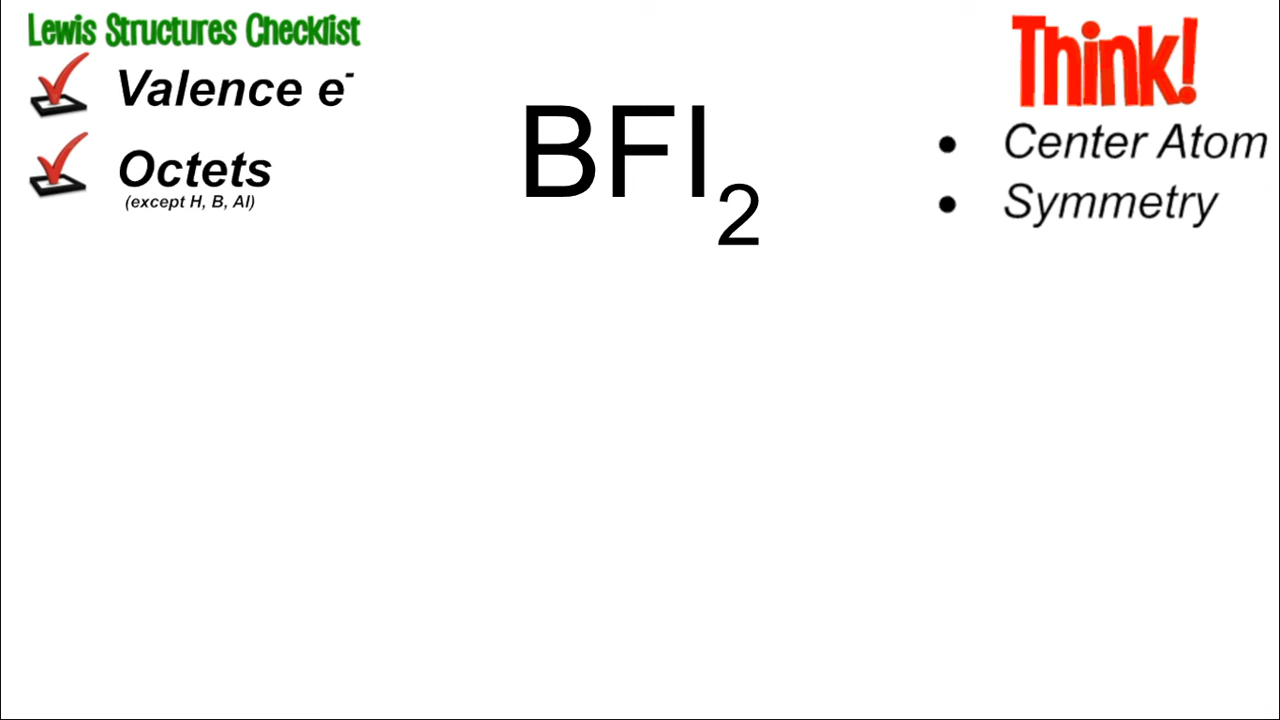 Lewis Structures Checklist
Valence e⁻
Octets
(except H, B, Al)
BFI₂
Think!
• Center Atom
• Symmetry